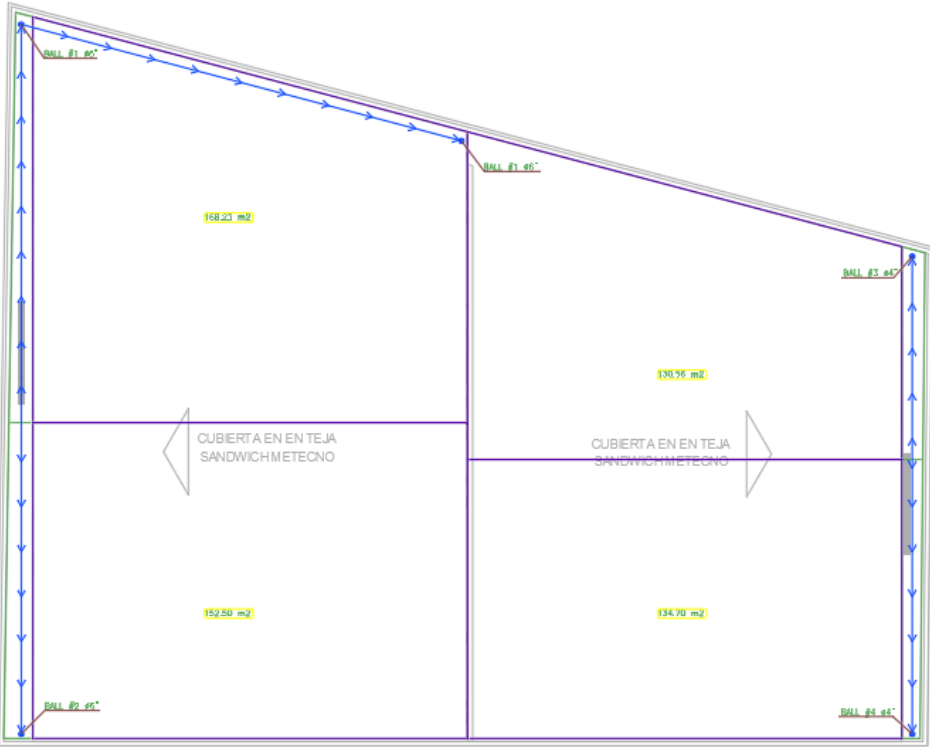 BALL #1 ø6"
BALL #1 ø6"
168.23 m2
BALL #3 ø4"
130.96 m2
CUBIERTA EN EN TEJA
SANDWICH METECNO
CUBIERTA EN EN TEJA
SANDWICH METECNO
152.50 m2
134.70 m2
BALL #2 ø6"
BALL #4 ø4"